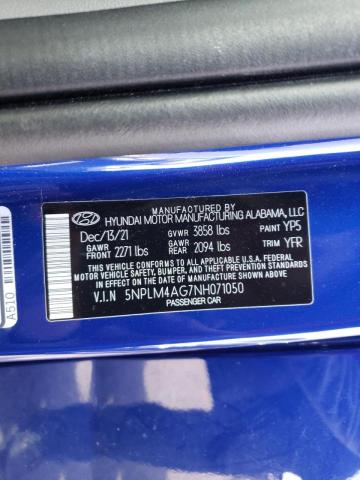 MANUFACTURED BY
HYUNDAI MOTOR MANUFACTURING ALABAMA, LLC
Dec/13/21 GVWR 3858 lbs PAINT YP5
GAWR FRONT 2271 lbs GAWR REAR 2094 lbs TRIM YFR
THIS VEHICLE CONFORMS TO ALL APPLICABLE
FEDERAL MOTOR VEHICLE SAFETY, BUMPER, AND
THEFT PREVENTION STANDARDS IN EFFECT ON THE
DATE OF MANUFACTURE SHOWN ABOVE.
V.I.N 5NPLM4AG7NH071050
PASSENGER CAR
A510